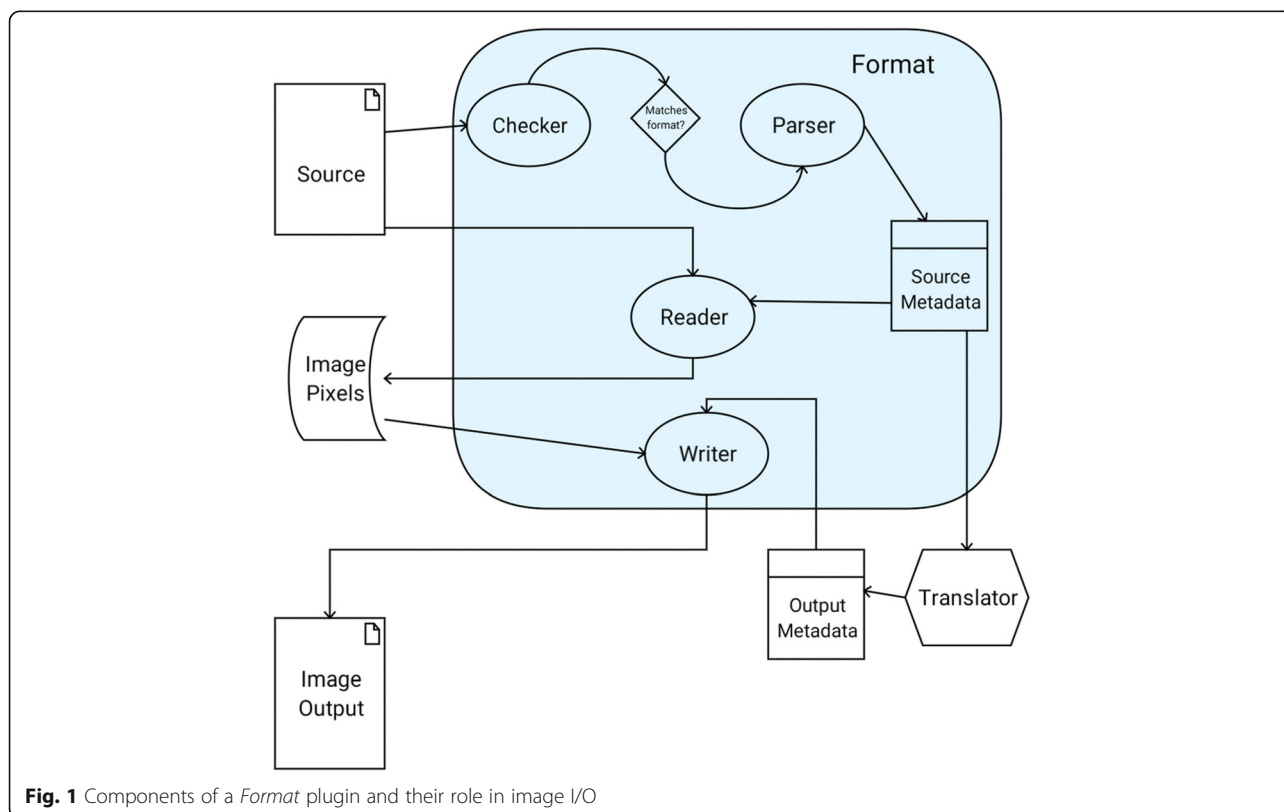 Format
Checker
Matches
format?
Parser
Source
Source
Metadata
Reader
Image
Pixels
Writer
Output
Metadata
Translator
Image
Output
Fig. 1 Components of a Format plugin and their role in image I/O